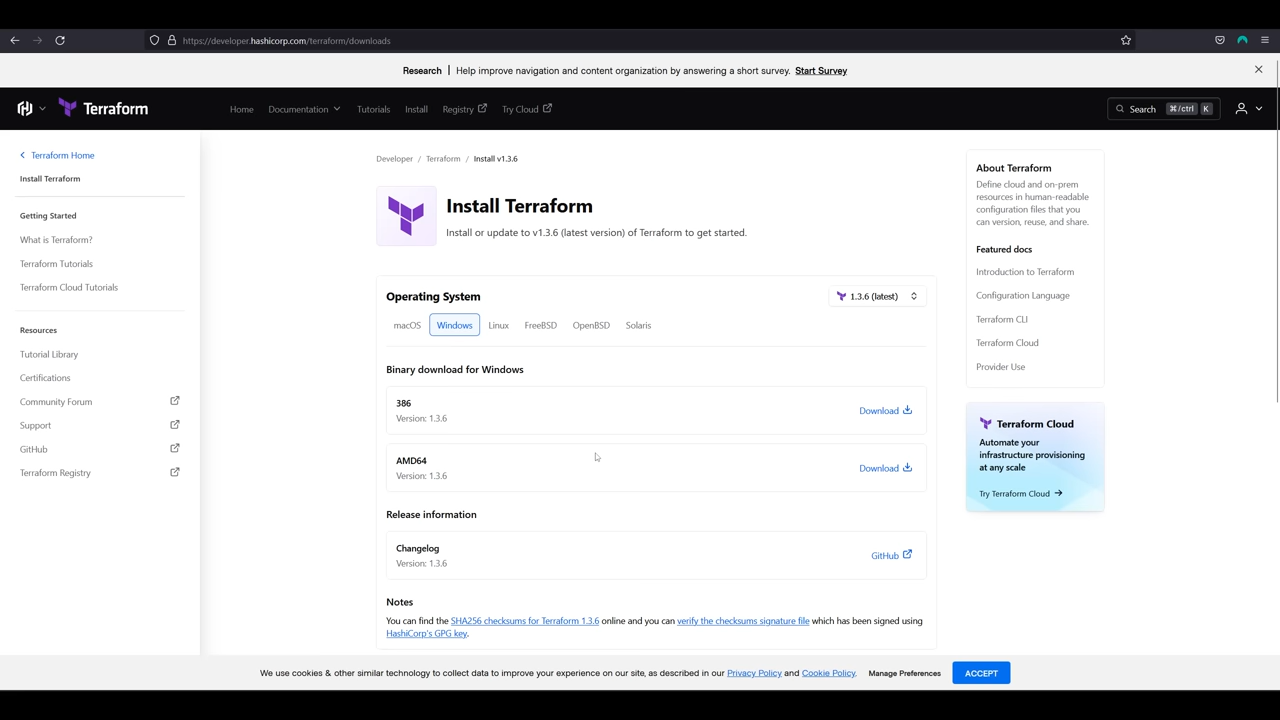 https://developer.hashicorp.com/terraform/downloads
Research | Help improve navigation and content organization by answering a short survey. Start Survey
Terraform
Home Documentation Tutorials Install Registry Try Cloud
Search ⌘/ctrl K
Terraform Home
Install Terraform
Getting Started
What is Terraform?
Terraform Tutorials
Terraform Cloud Tutorials
Resources
Tutorial Library
Certifications
Community Forum
Support
GitHub
Terraform Registry
Developer / Terraform / Install v1.3.6
Install Terraform
Install or update to v1.3.6 (latest version) of Terraform to get started.
Operating System
1.3.6 (latest)
macOS Windows Linux FreeBSD OpenBSD Solaris
Binary download for Windows
386
Version: 1.3.6
Download
AMD64
Version: 1.3.6
Download
Release information
Changelog
Version: 1.3.6
GitHub
Notes
You can find the SHA256 checksums for Terraform 1.3.6 online and you can verify the checksums signature file which has been signed using
HashiCorp's GPG key.
About Terraform
Define cloud and on-prem
resources in human-readable
configuration files that you
can version, reuse, and share.
Featured docs
Introduction to Terraform
Configuration Language
Terraform CLI
Terraform Cloud
Provider Use
Terraform Cloud
Automate your
infrastructure provisioning
at any scale
Try Terraform Cloud
We use cookies & other similar technology to collect data to improve your experience on our site, as described in our Privacy Policy and Cookie Policy.
Manage Preferences
ACCEPT